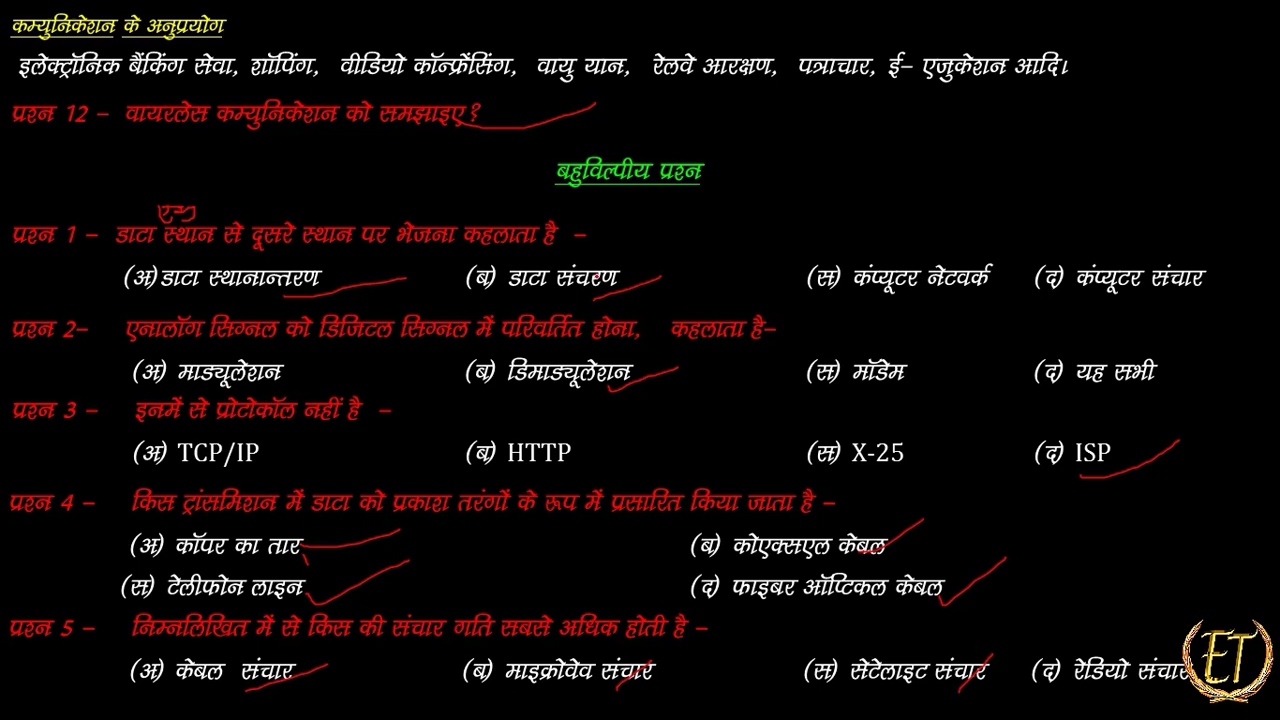 कम्युनिकेशन के अनुप्रयोग
इलेक्ट्रॉनिक बैंकिंग सेवा, शॉपिंग, वीडियो कॉन्फ्रेंसिंग, वायु यान, रेलवे आरक्षण, पत्राचार, ई- एजुकेशन आदि।
प्रश्न 12 - वायरलेस कम्युनिकेशन को समझाइए?
बहुविल्पीय प्रश्न
प्रश्न 1 - डाटा स्थान से दूसरे स्थान पर भेजना कहलाता है -
(अ) डाटा स्थानान्तरण (ब) डाटा संचरण (स) कंप्यूटर नेटवर्क (द) कंप्यूटर संचार
प्रश्न 2- एनालॉग सिग्नल को डिजिटल सिग्नल में परिवर्तित होना, कहलाता है-
(अ) माड्यूलेशन (ब) डिमाड्यूलेशन (स) मॉडेम (द) यह सभी
प्रश्न 3 - इनमें से प्रोटोकॉल नहीं है -
(अ) TCP/IP (ब) HTTP (स) X-25 (द) ISP
प्रश्न 4 - किस ट्रांसमिशन में डाटा को प्रकाश तरंगों के रूप में प्रसारित किया जाता है -
(अ) कॉपर का तार (ब) कोएक्सएल केबल
(स) टेलीफोन लाइन (द) फाइबर ऑप्टिकल केबल
प्रश्न 5 - निम्नलिखित में से किस की संचार गति सबसे अधिक होती है -
(अ) केबल संचार (ब) माइक्रोवेव संचार (स) सेटेलाइट संचार (द) रेडियो संचार
ET